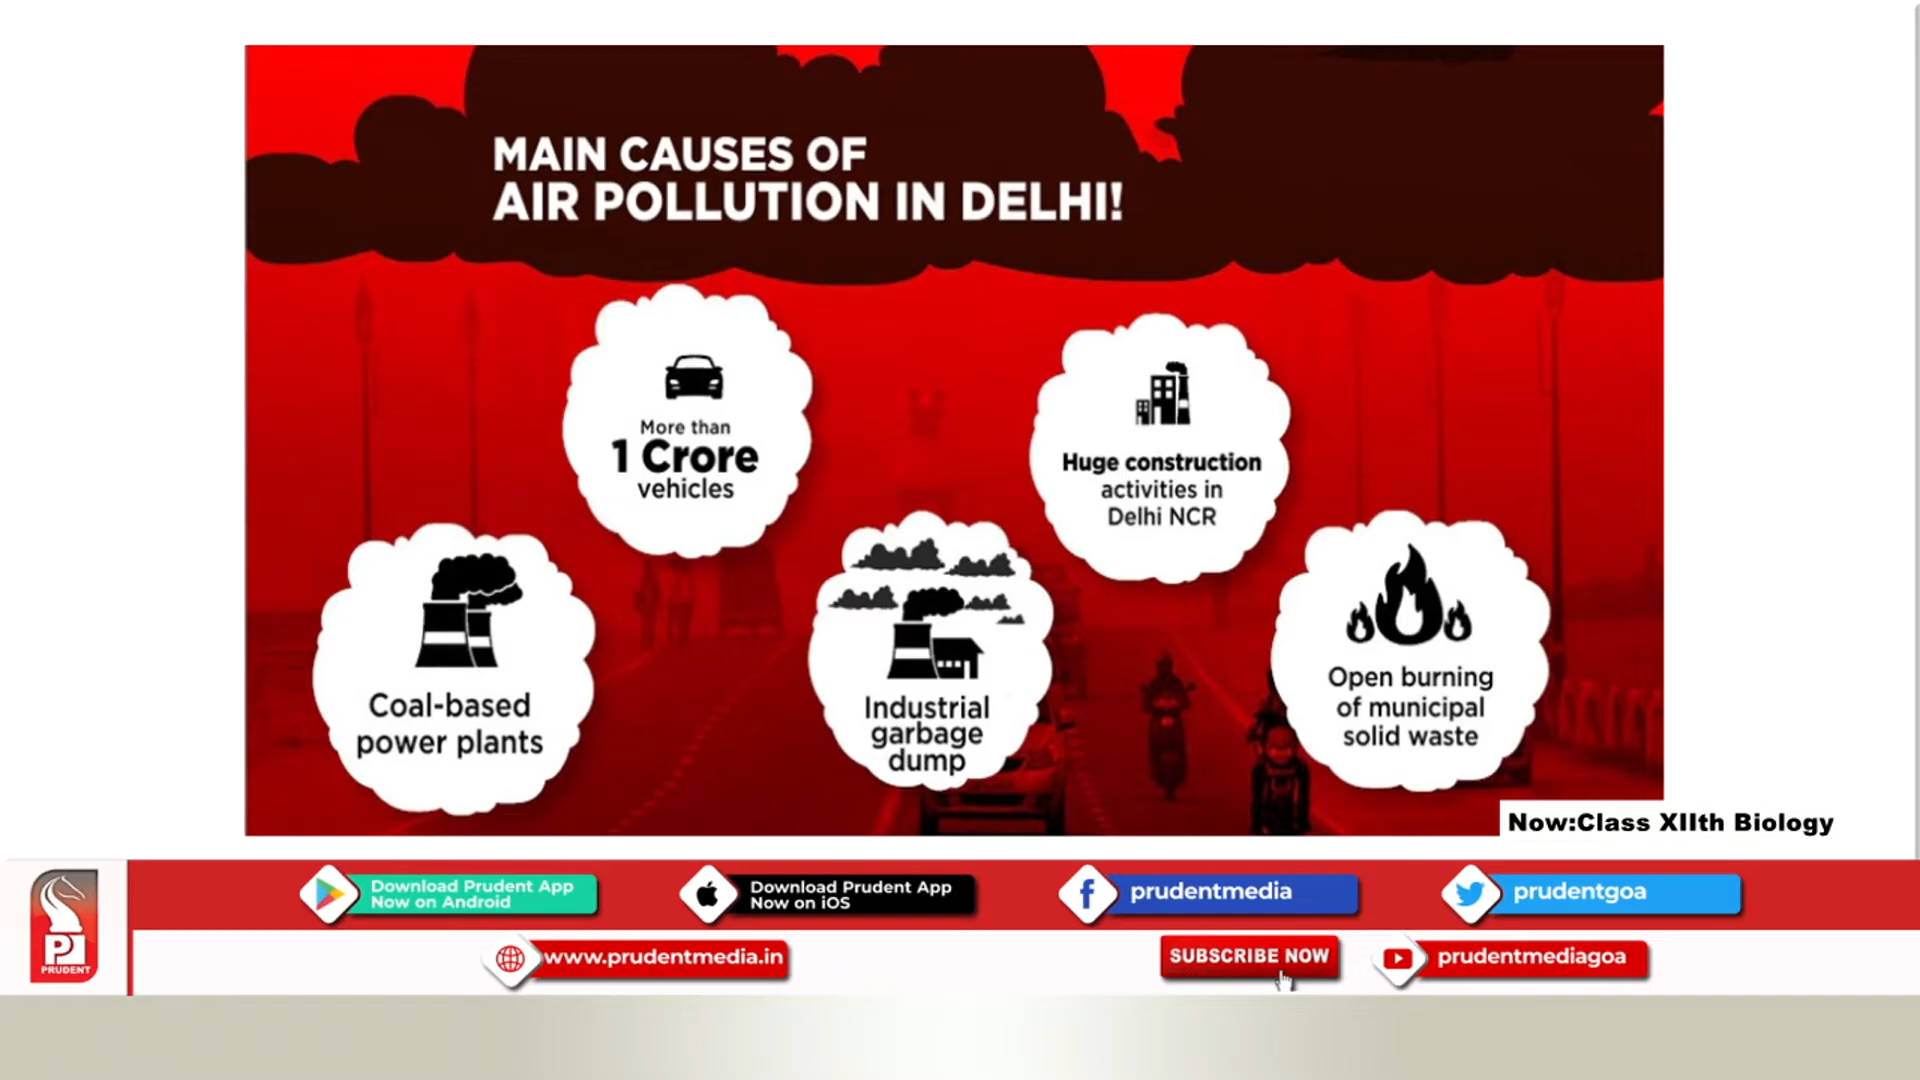 MAIN CAUSES OF
AIR POLLUTION IN DELHI!
More than
1 Crore
vehicles
Huge construction
activities in
Delhi NCR
Coal-based
power plants
Industrial
garbage
dump
Open burning
of municipal
solid waste
Now:Class XIIth Biology
Download Prudent App
Now on Android
Download Prudent App
Now on iOS
prudentmedia
prudentgoa
PRUDENT
www.prudentmedia.in
SUBSCRIBE NOW
prudentmediagoa